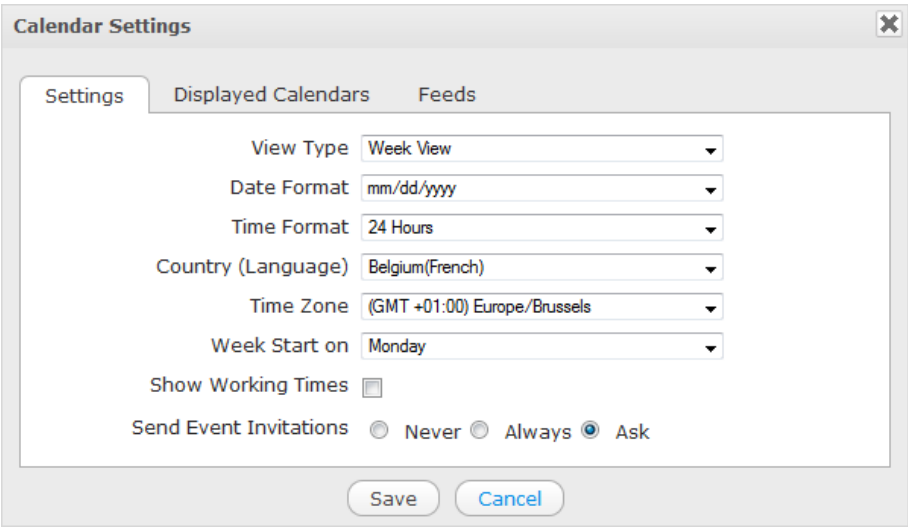 Calendar Settings
Settings Displayed Calendars Feeds
View Type Week View
Date Format mm/dd/yyyy
Time Format 24 Hours
Country (Language) Belgium(French)
Time Zone (GMT +01:00) Europe/Brussels
Week Start on Monday
Show Working Times
Send Event Invitations Never Always Ask
Save Cancel